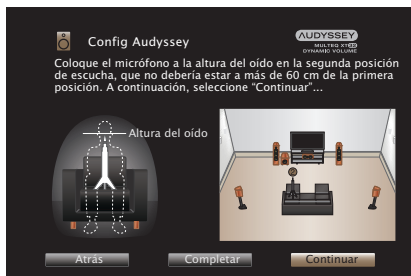 Config Audyssey
AUDYSSEY
MULTEQ XT32
DYNAMIC VOLUME
Coloque el micrófono a la altura del oído en la segunda posición
de escucha, que no debería estar a más de 60 cm de la primera
posición. A continuación, seleccione “Continuar”...
Altura del oído
Atrás
Completar
Continuar